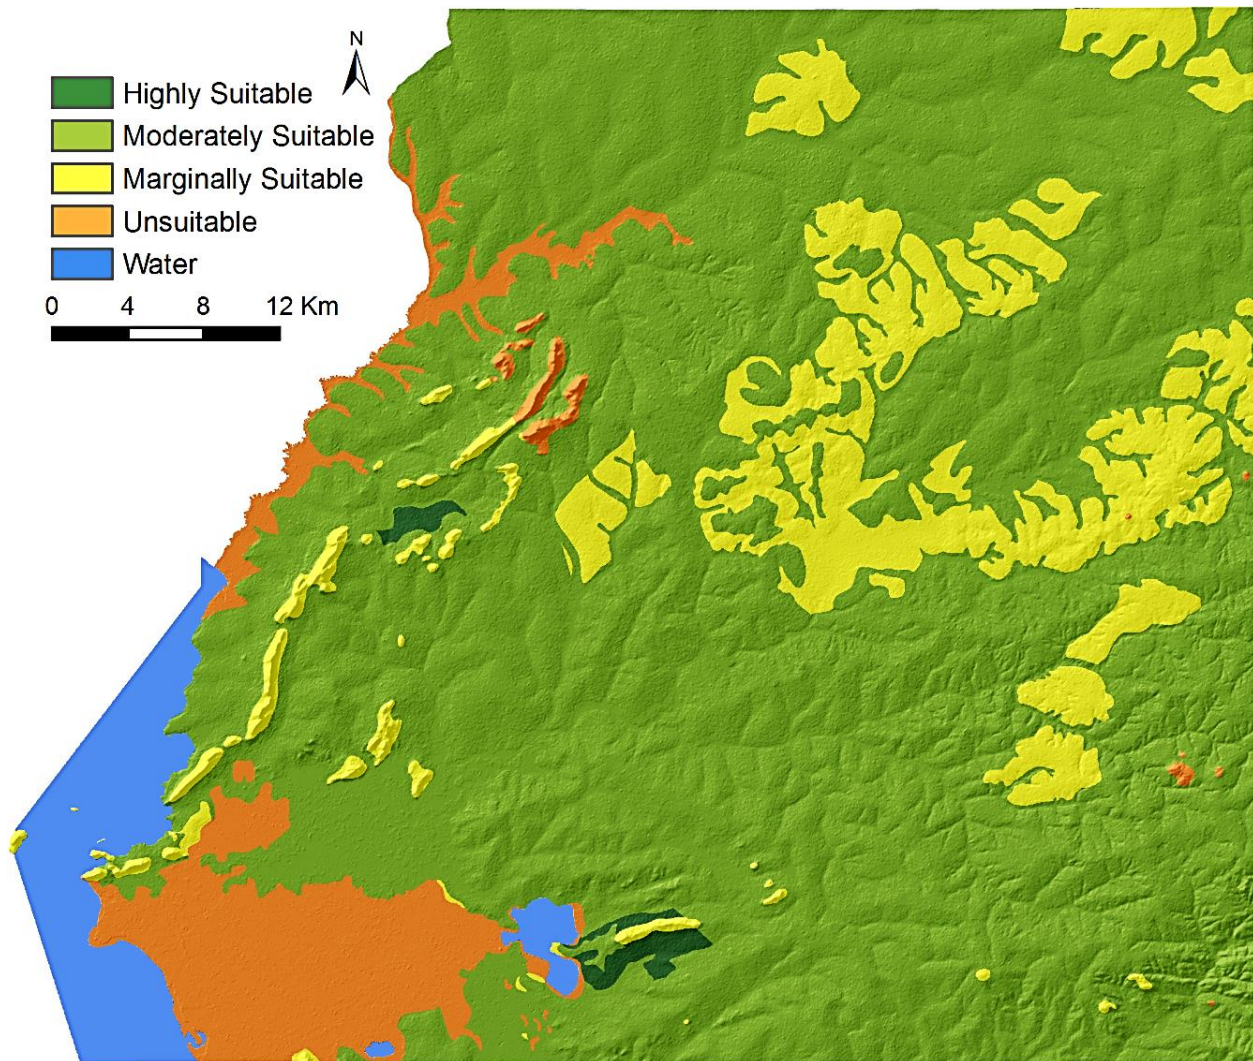 N
Highly Suitable
Moderately Suitable
Marginally Suitable
Unsuitable
Water
0 4 8 12 Km